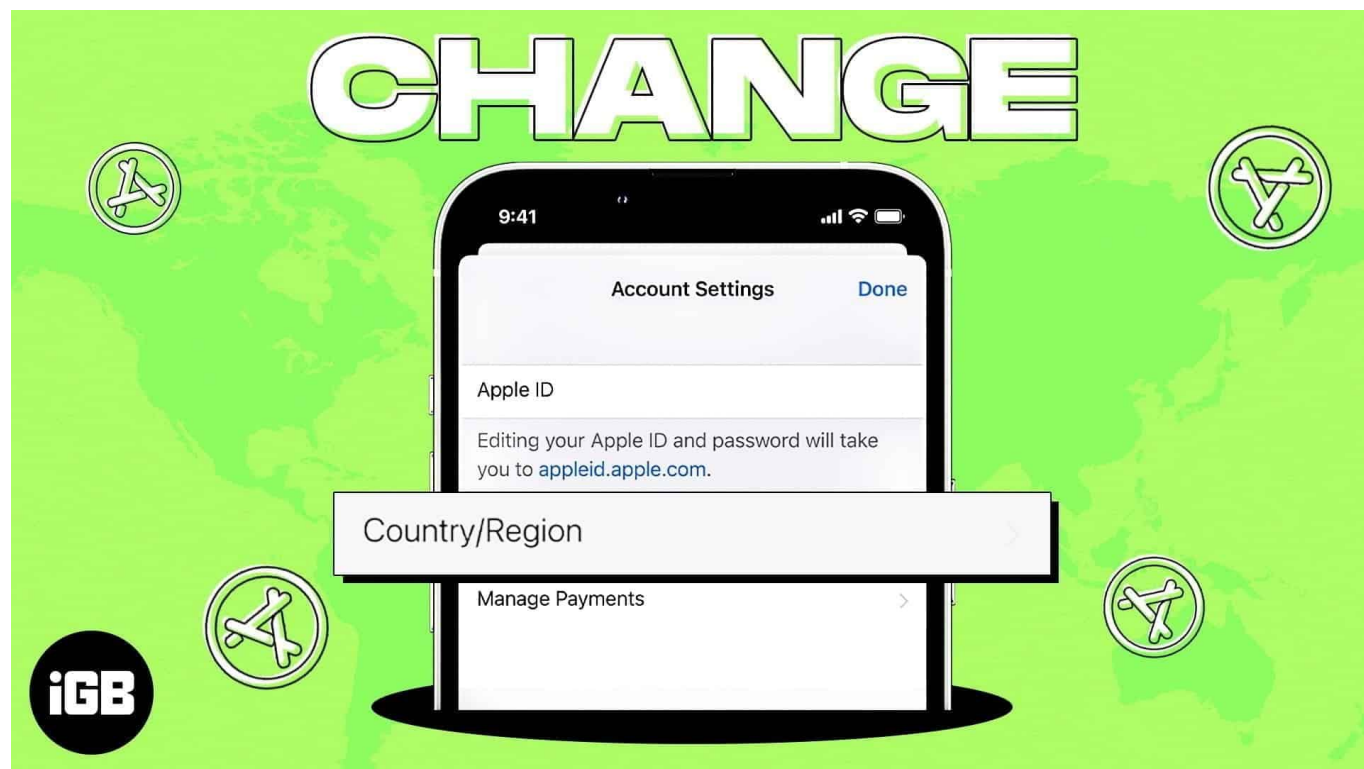 CHANGE
9:41
Account Settings
Done
Apple ID
Editing your Apple ID and password will take
you to appleid.apple.com.
Country/Region
Manage Payments
iGB